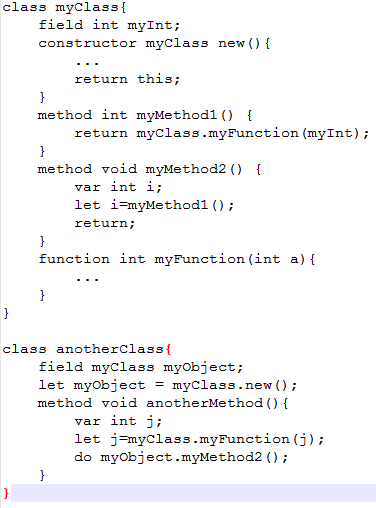 class myClass{
    field int myInt;
    constructor myClass new(){
        ...
        return this;
    }
    method int myMethod1() {
        return myClass.myFunction(myInt);
    }
    method void myMethod2() {
        var int i;
        let i=myMethod1();
        return;
    }
    function int myFunction(int a){
        ...
    }
}

class anotherClass{
    field myClass myObject;
    let myObject = myClass.new();
    method void anotherMethod(){
        var int j;
        let j=myClass.myFunction(j);
        do myObject.myMethod2();
    }
}